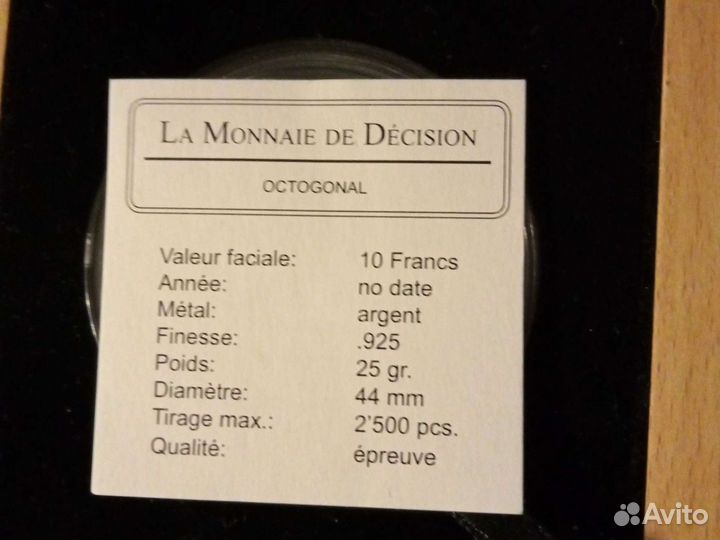 LA MONNAIE DE DÉCISION
OCTOGONAL
Valeur faciale: 10 Francs
Année: no date
Métal: argent
Finesse: .925
Poids: 25 gr.
Diamètre: 44 mm
Tirage max.: 2'500 pcs.
Qualité: épreuve
Avito